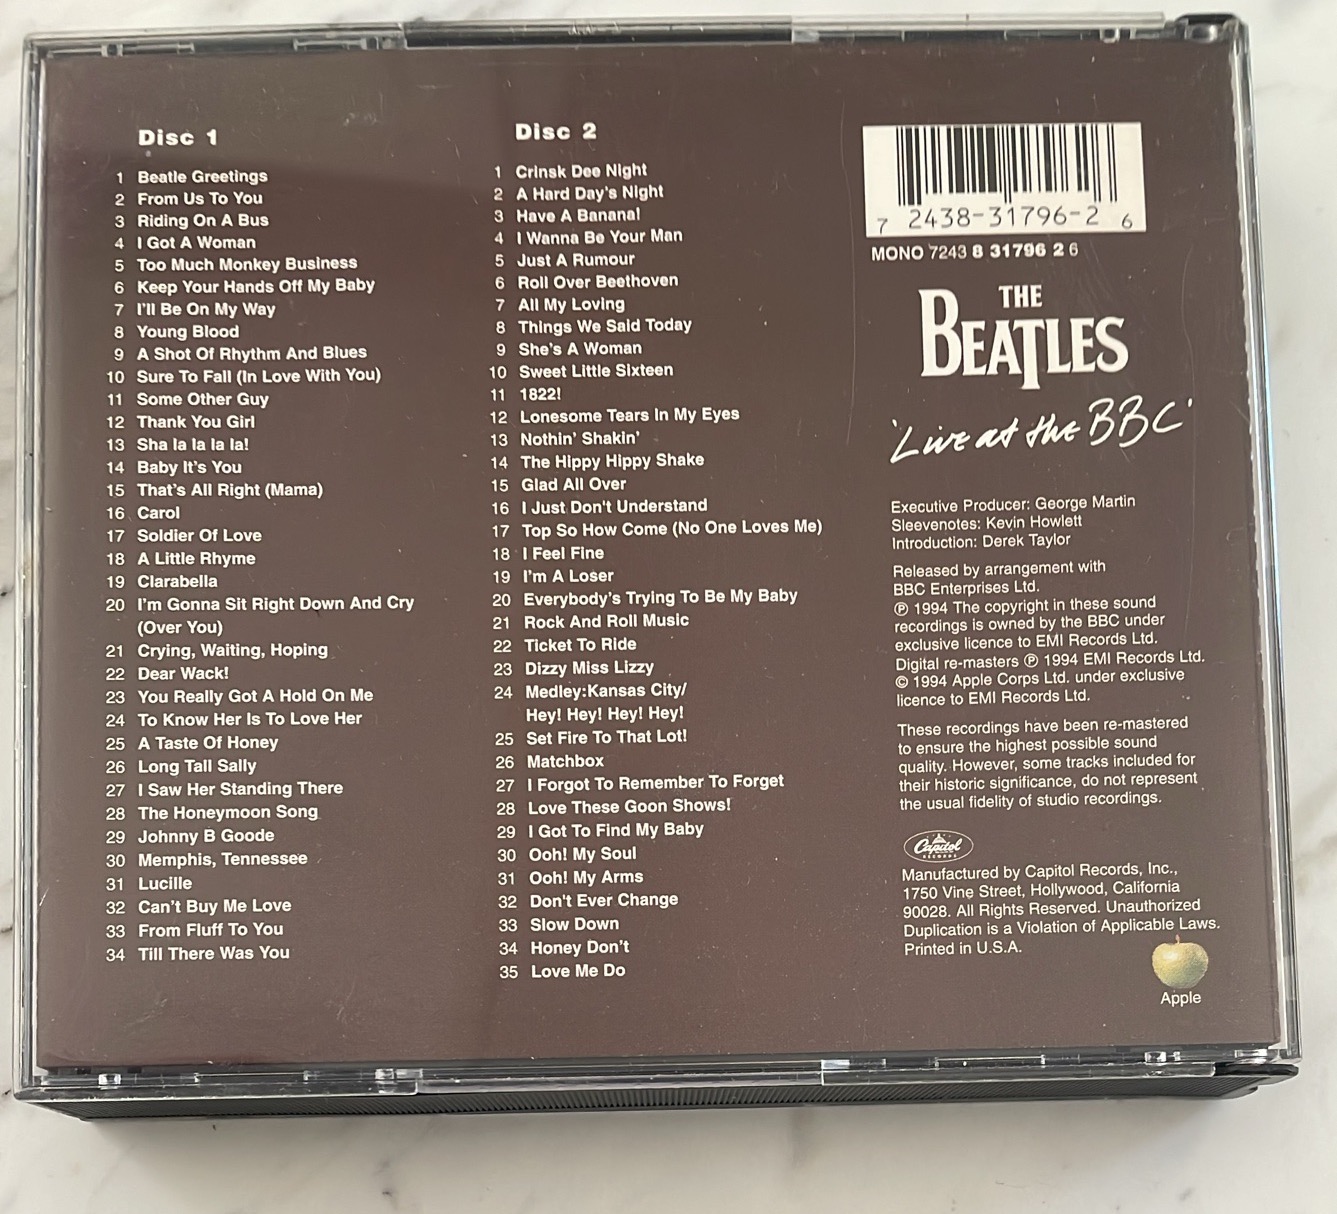 Disc 1
1 Beatle Greetings
2 From Us To You
3 Riding On A Bus
4 I Got A Woman
5 Too Much Monkey Business
6 Keep Your Hands Off My Baby
7 I'll Be On My Way
8 Young Blood
9 A Shot Of Rhythm And Blues
10 Sure To Fall (In Love With You)
11 Some Other Guy
12 Thank You Girl
13 Sha la la la la!
14 Baby It's You
15 That's All Right (Mama)
16 Carol
17 Soldier Of Love
18 A Little Rhyme
19 Clarabella
20 I'm Gonna Sit Right Down And Cry
(Over You)
21 Crying, Waiting, Hoping
22 Dear Wack!
23 You Really Got A Hold On Me
24 To Know Her Is To Love Her
25 A Taste Of Honey
26 Long Tall Sally
27 I Saw Her Standing There
28 The Honeymoon Song
29 Johnny B Goode
30 Memphis, Tennessee
31 Lucille
32 Can't Buy Me Love
33 From Fluff To You
34 Till There Was You
Disc 2
1 Crinsk Dee Night
2 A Hard Day's Night
3 Have A Banana!
4 I Wanna Be Your Man
5 Just A Rumour
6 Roll Over Beethoven
7 All My Loving
8 Things We Said Today
9 She's A Woman
10 Sweet Little Sixteen
11 1822!
12 Lonesome Tears In My Eyes
13 Nothin' Shakin'
14 The Hippy Hippy Shake
15 Glad All Over
16 I Just Don't Understand
17 Top So How Come (No One Loves Me)
18 I Feel Fine
19 I'm A Loser
20 Everybody's Trying To Be My Baby
21 Rock And Roll Music
22 Ticket To Ride
23 Dizzy Miss Lizzy
24 Medley:Kansas City/
Hey! Hey! Hey! Hey!
25 Set Fire To That Lot!
26 Matchbox
27 I Forgot To Remember To Forget
28 Love These Goon Shows!
29 I Got To Find My Baby
30 Ooh! My Soul
31 Ooh! My Arms
32 Don't Ever Change
33 Slow Down
34 Honey Don't
35 Love Me Do
7 2438-31796-2 6
MONO 7243 8 31796 2 6
THE
BEATLES
'Live at the BBC'
Executive Producer: George Martin
Sleevenotes: Kevin Howlett
Introduction: Derek Taylor
Released by arrangement with
BBC Enterprises Ltd.
℗ 1994 The copyright in these sound
recordings is owned by the BBC under
exclusive licence to EMI Records Ltd.
Digital re-masters ℗ 1994 EMI Records Ltd.
© 1994 Apple Corps Ltd. under exclusive
licence to EMI Records Ltd.
These recordings have been re-mastered
to ensure the highest possible sound
quality. However, some tracks included for
their historic significance, do not represent
the usual fidelity of studio recordings.
Capitol
RECORDS
Manufactured by Capitol Records, Inc.,
1750 Vine Street, Hollywood, California
90028. All Rights Reserved. Unauthorized
Duplication is a Violation of Applicable Laws.
Printed in U.S.A.
Apple